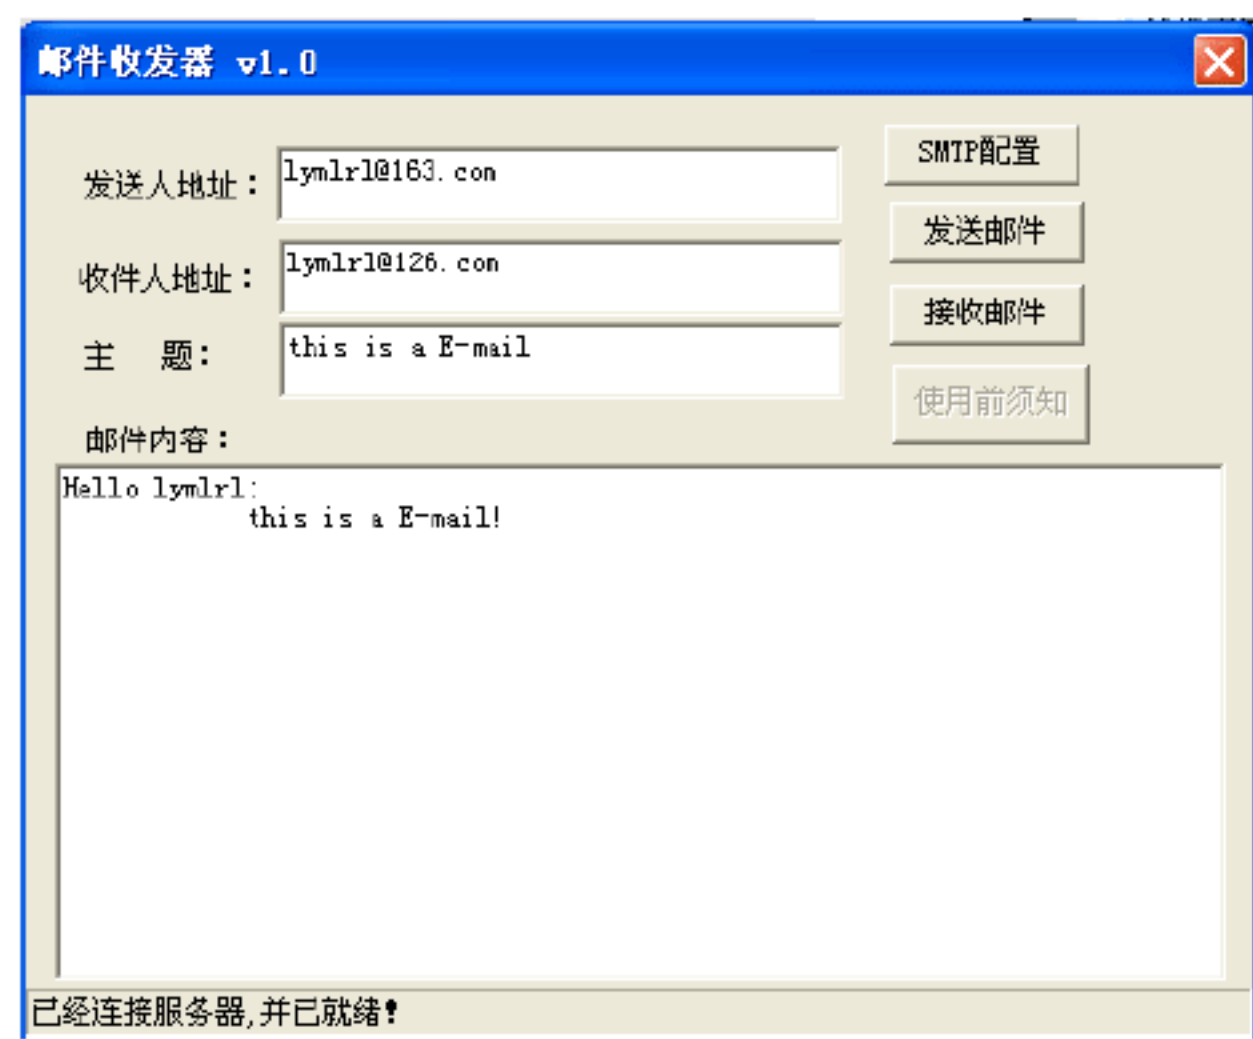 邮件收发器 v1.0
SMTP配置
发送人地址：
lymlrl@163.com
发送邮件
收件人地址：
lymlrl@126.com
接收邮件
主 题：
this is a E-mail
使用前须知
邮件内容：
Hello lymlrl:
this is a E-mail!
已经连接服务器,并已就绪!